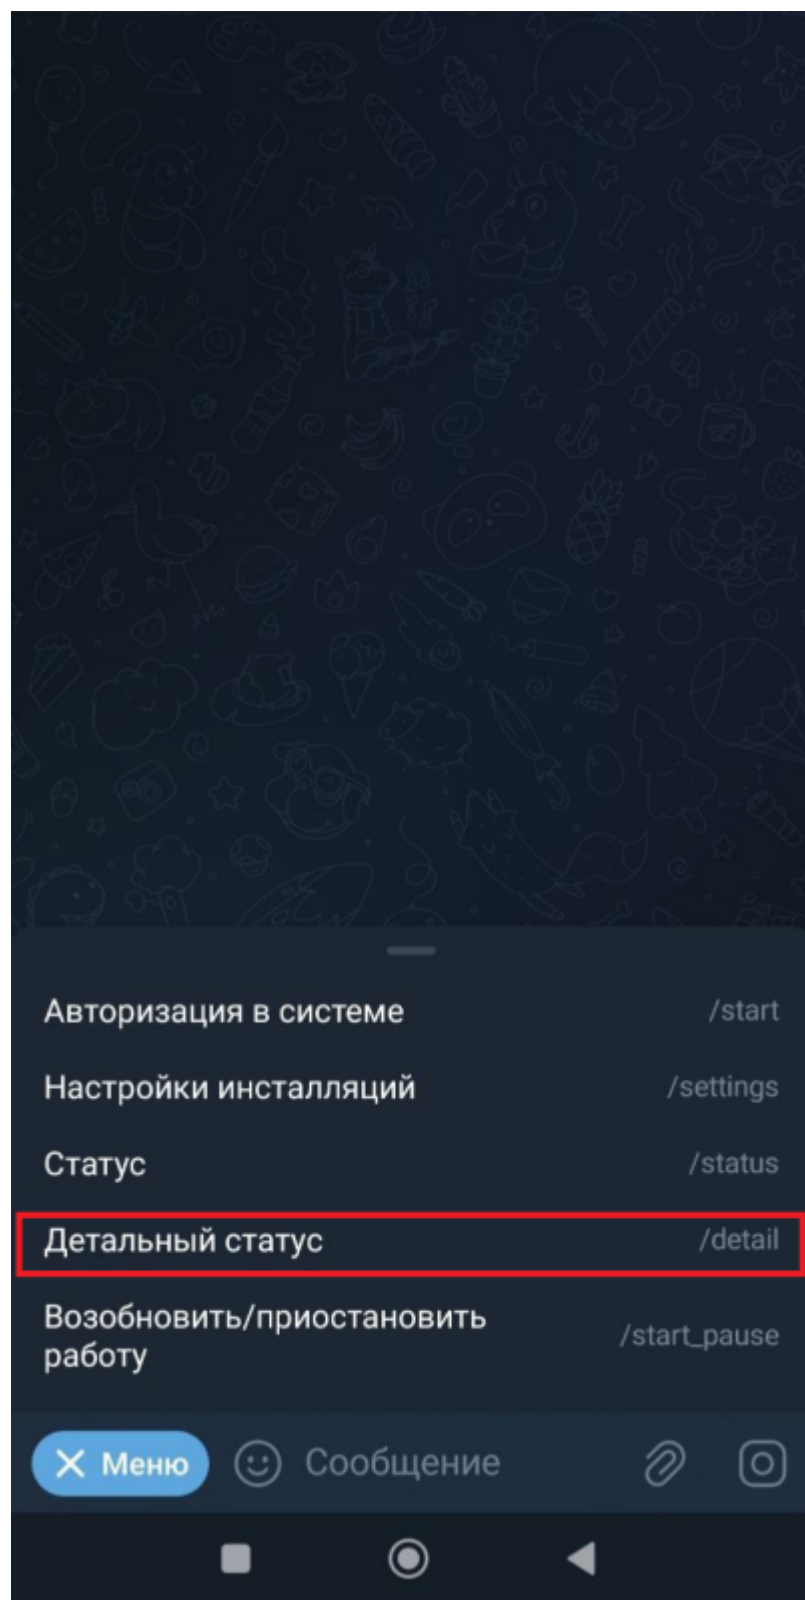 Авторизация в системе /start
Настройки инсталляций /settings
Статус /status
Детальный статус /detail
Возобновить/приостановить
работу /start_pause
Меню Сообщение